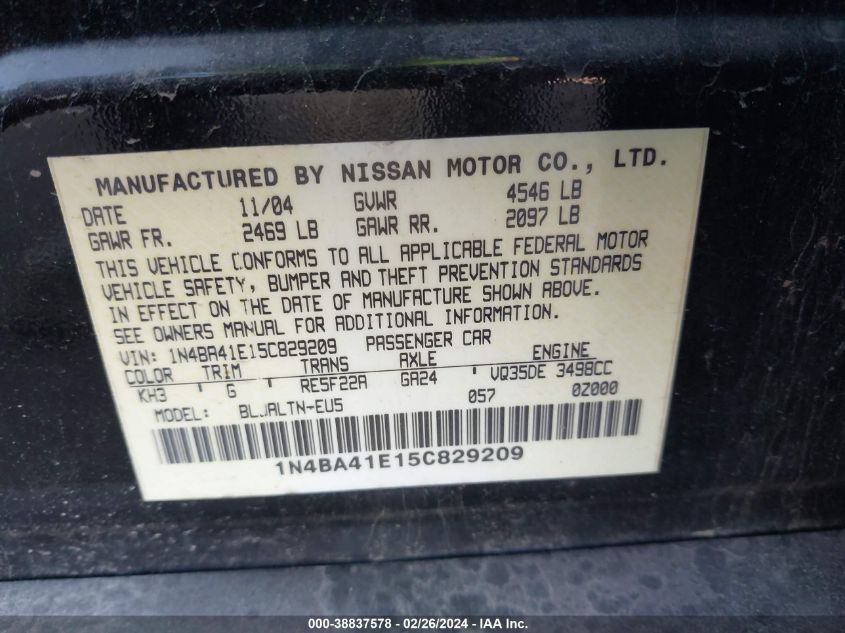 MANUFACTURED BY NISSAN MOTOR CO., LTD.
DATE 11/04 GVWR 4546 LB
GAWR FR. 2469 LB GAWR RR. 2097 LB
THIS VEHICLE CONFORMS TO ALL APPLICABLE FEDERAL MOTOR
VEHICLE SAFETY, BUMPER AND THEFT PREVENTION STANDARDS
IN EFFECT ON THE DATE OF MANUFACTURE SHOWN ABOVE.
SEE OWNERS MANUAL FOR ADDITIONAL INFORMATION.
VIN: 1N4BA41E15C829209 PASSENGER CAR
COLOR TRIM TRANS AXLE ENGINE
KH3 ' G ' RE5F22A GA24 ' VQ35DE 3498CC
MODEL: BLJALTN-EU5 057 0Z000
1N4BA41E15C829209
000-38837578 - 02/26/2024 - IAA Inc.